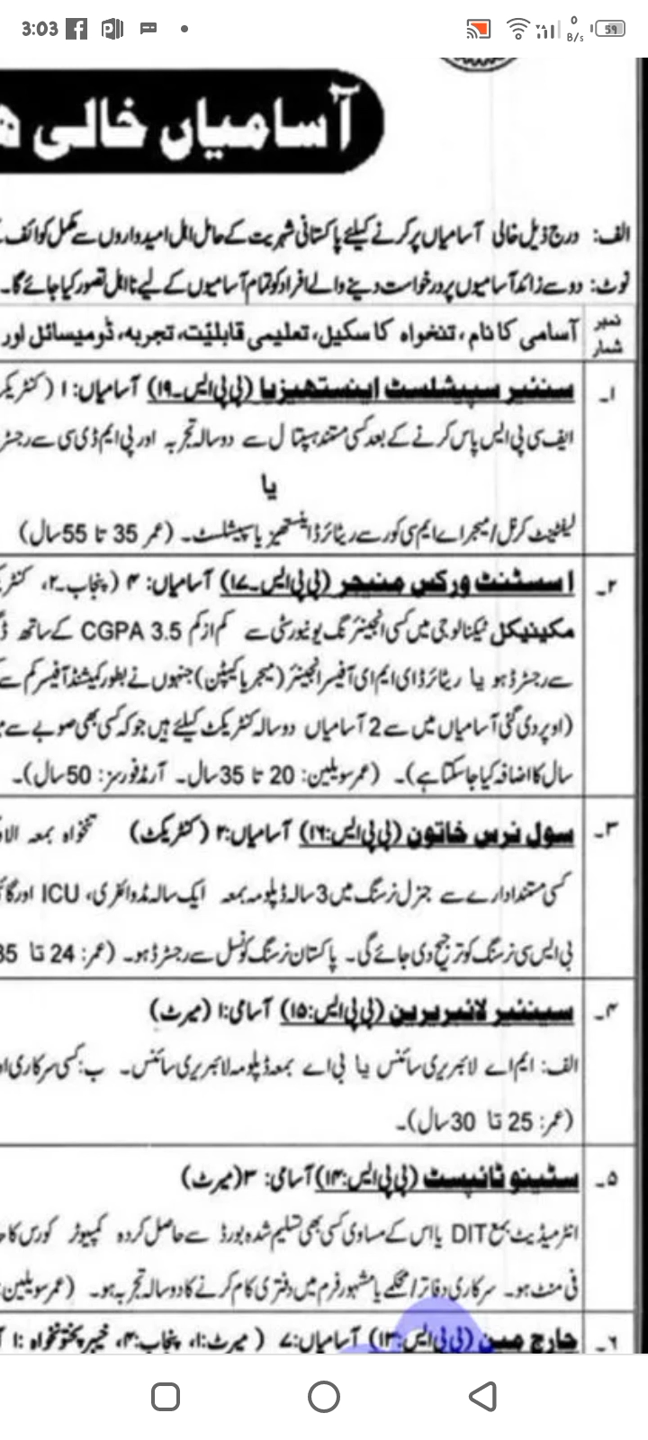 3:03
0 B/s
59
آسامیاں خالی
الف: درج ذیل خالی آسامیاں پر کرنے کیلئے پاکستانی شہریت کے حامل اہل امیدواروں سے مکمل کوائف
نوٹ: دو سے زائد آسامیوں پر درخواست دینے والے افراد کو تمام آسامیوں کے لیے نااہل تصور کیا جائے گا۔
نمبر شمار
آسامی کا نام، تنخواہ کا سکیل، تعلیمی قابلیت، تجربہ، ڈومیسائل اور
۱۔ سینئر سپیشلسٹ اینستھیزیا (بی پی ایس۔۱۹) آسامیاں: ۱ (کنٹریکٹ
ایف سی پی ایس پاس کرنے کے بعد کسی مستند ہسپتال سے دو سالہ تجربہ اور پی ایم ڈی سی سے رجسٹر
یا
لیفٹیننٹ کرنل/میجر اے ایم سی کور سے ریٹائرڈ اینستھیزیا سپیشلسٹ۔ (عمر 35 تا 55 سال)
۲۔ اسسٹنٹ ورکس منیجر (بی پی ایس۔۱۷) آسامیاں: ۴ (پنجاب۔۲،
مکینیکل ٹیکنالوجی میں کسی انجینئرنگ یونیورسٹی سے کم از کم CGPA 3.5 کے ساتھ
سے رجسٹرڈ ہو یا ریٹائرڈ ای ایم ای آفیسر انجینئر (میجر یا کیپٹن) جنہوں نے بطور کمیشنڈ آفیسر کم سے
(اوپر دی گئی آسامیاں میں سے 2 آسامیاں دو سالہ کنٹریکٹ کیلئے ہیں جو کہ کسی بھی صوبے سے
سال کا اضافہ کیا جا سکتا ہے)۔ (عمر سویلین: 20 تا 35 سال۔ آرمڈ فورسز: 50 سال)۔
۳۔ سول نرس خاتون (بی پی ایس:۱۶) آسامیاں:۲ (کنٹریکٹ) تنخواہ بمعہ
کسی مستند ادارے سے جنرل نرسنگ میں 3 سالہ ڈپلومہ بمعہ ایک سالہ مڈوائفری، ICU اور
بی ایس سی نرسنگ کو ترجیح دی جائے گی۔ پاکستان نرسنگ کونسل سے رجسٹرڈ ہو۔ (عمر: 24 تا 35
۴۔ سینئیر لائبریرین (بی پی ایس:۱۵) آسامی:۱ (میرٹ)
الف: ایم اے لائبریری سائنس یا بی اے بمعہ ڈپلومہ لائبریری سائنس۔ ب: کسی سرکاری
(عمر: 25 تا 30 سال)۔
۵۔ سٹینو ٹائپسٹ (بی پی ایس:۱۴) آسامی: ۳ (میرٹ)
انٹرمیڈیٹ بمع DIT یا اس کے مساوی کسی بھی تسلیم شدہ بورڈ سے حاصل کردہ کمپیوٹر کورس کا
فی منٹ ہو۔ سرکاری دفاتر/محکمے یا مشہور فرم میں دفتری کام کرنے کا دو سالہ تجربہ ہو۔ (عمر سویلین:
۶۔ چارج مین (بی پی ایس:۱۳) آسامیاں: ۷ (میرٹ:۱، پنجاب:۴، خیبر پختونخواہ :۱